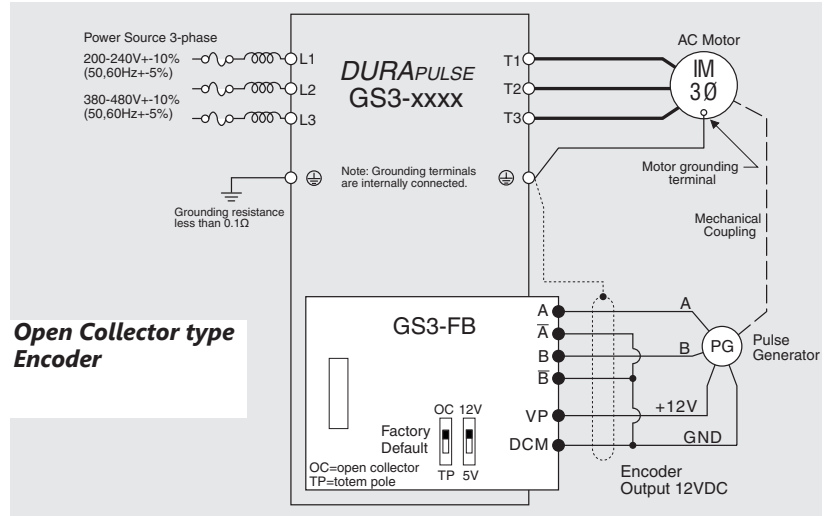 Power Source 3-phase
200-240V+-10%
(50,60Hz+-5%)
380-480V+-10%
(50,60Hz+-5%)
L1
L2
L3
DURAPULSE
GS3-xxxx
T1
T2
T3
AC Motor
IM
3Ø
Note: Grounding terminals
are internally connected.
Grounding resistance
less than 0.1Ω
Motor grounding
terminal
Mechanical
Coupling
Open Collector type
Encoder
GS3-FB
A
A̅
B
B̅
VP
DCM
A
B
+12V
GND
PG
Pulse
Generator
OC 12V
Factory
Default
TP 5V
OC=open collector
TP=totem pole
Encoder
Output 12VDC